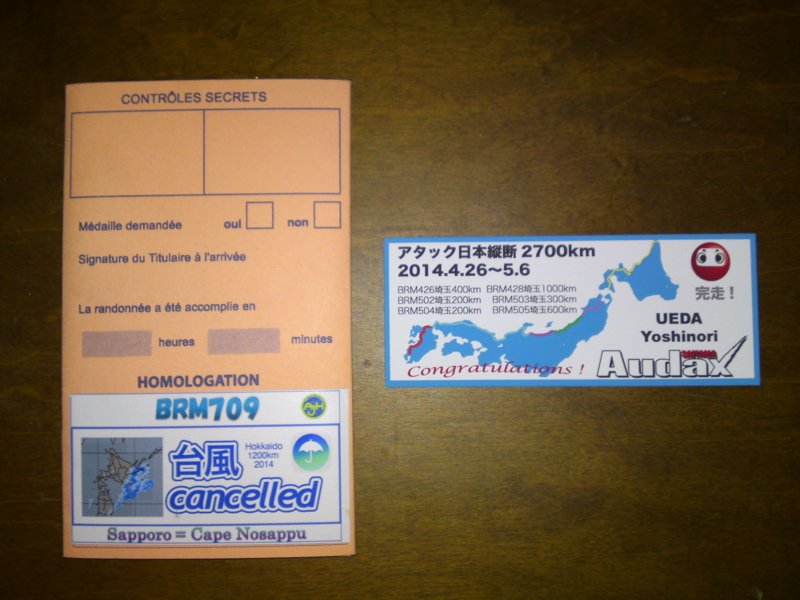 CONTRÔLES SECRETS
Médaille demandée oui non
Signature du Titulaire à l'arrivée
La randonnée a été accomplie en
heures minutes
HOMOLOGATION
BRM709
台風
Hokkaido
1200km
2014
cancelled
Sapporo = Cape Nosappu
アタック日本縦断 2700km
2014.4.26～5.6
BRM426埼玉400km BRM428埼玉1000km
BRM502埼玉200km BRM503埼玉300km
BRM504埼玉200km BRM505埼玉600km
完走！
UEDA
Yoshinori
Audax
Congratulations !